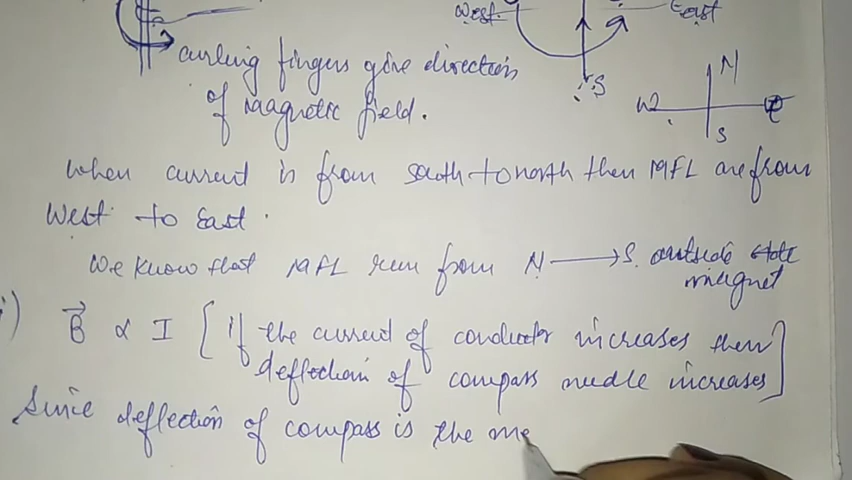 West East
curling fingers give direction
S
of Magnetic field.
N
W E
S
When current is from south to north then MFL are from
West to East.
We know that MFL run from N → S outside
magnet
i) B⃗ ∝ I [if the current of conductor increases then
deflection of compass needle increases]
Since deflection of compass is the me